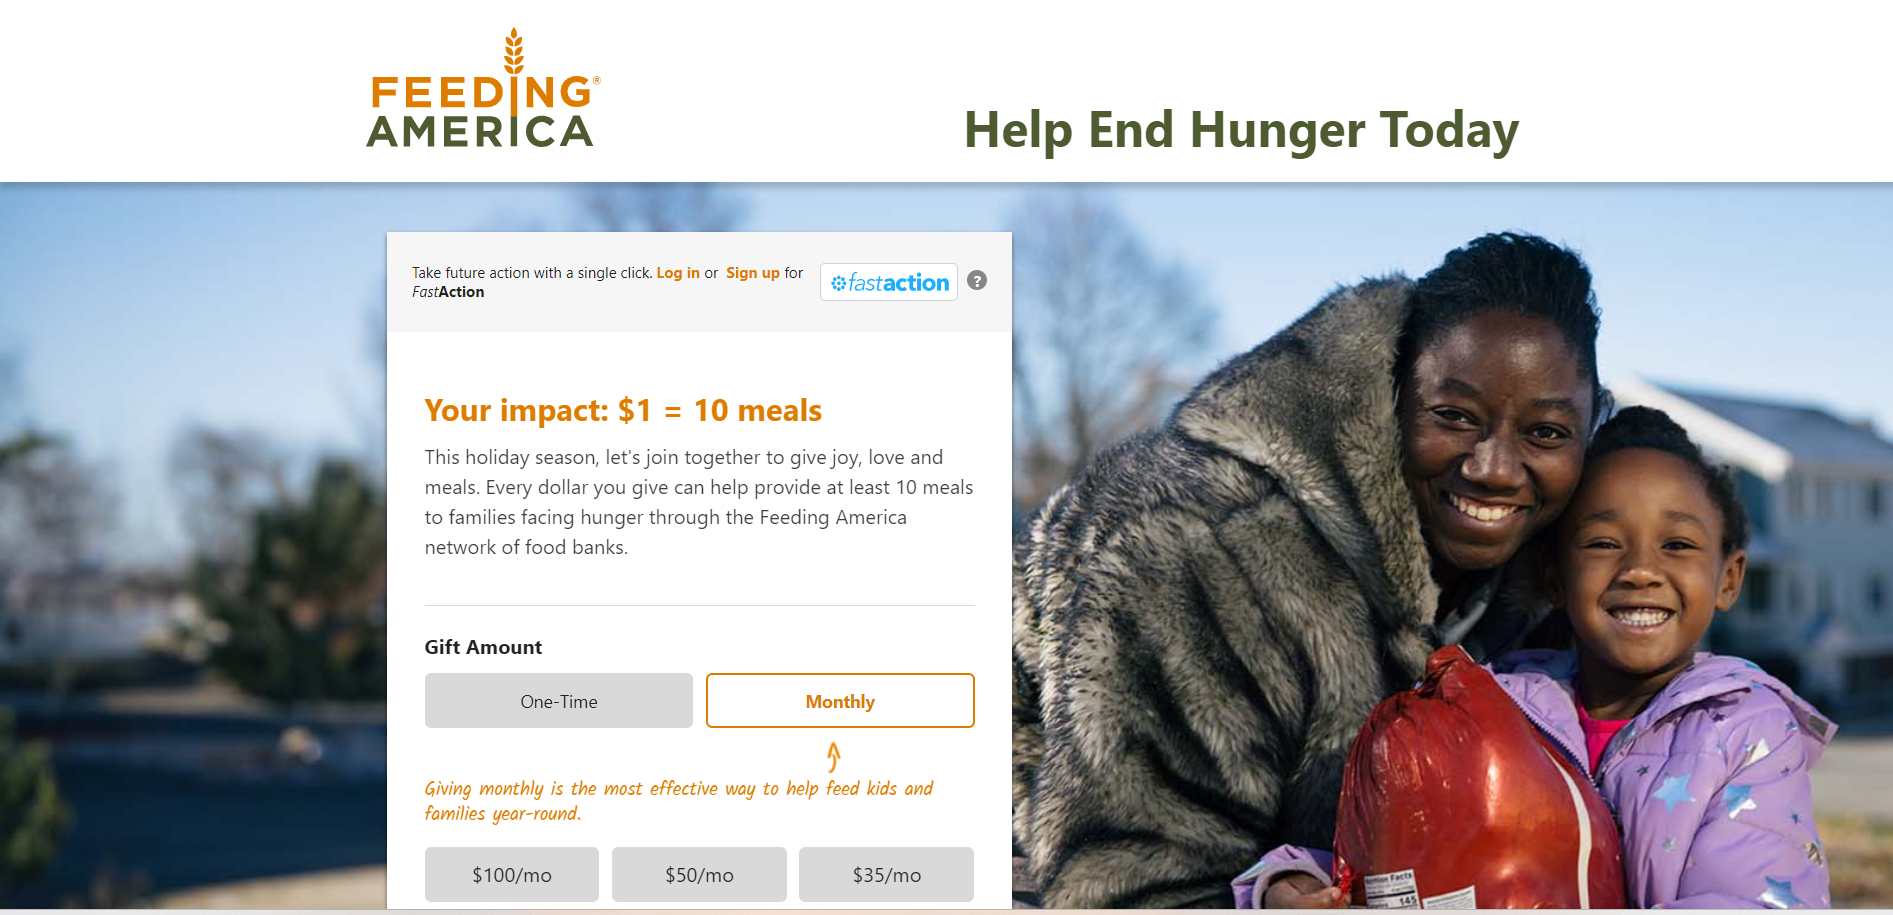 FEEDING®
AMERICA
Help End Hunger Today
Take future action with a single click. Log in or Sign up for
FastAction
fastaction
?
Your impact: $1 = 10 meals
This holiday season, let's join together to give joy, love and
meals. Every dollar you give can help provide at least 10 meals
to families facing hunger through the Feeding America
network of food banks.
Gift Amount
One-Time
Monthly
Giving monthly is the most effective way to help feed kids and
families year-round.
$100/mo
$50/mo
$35/mo
Nutrition Facts
145